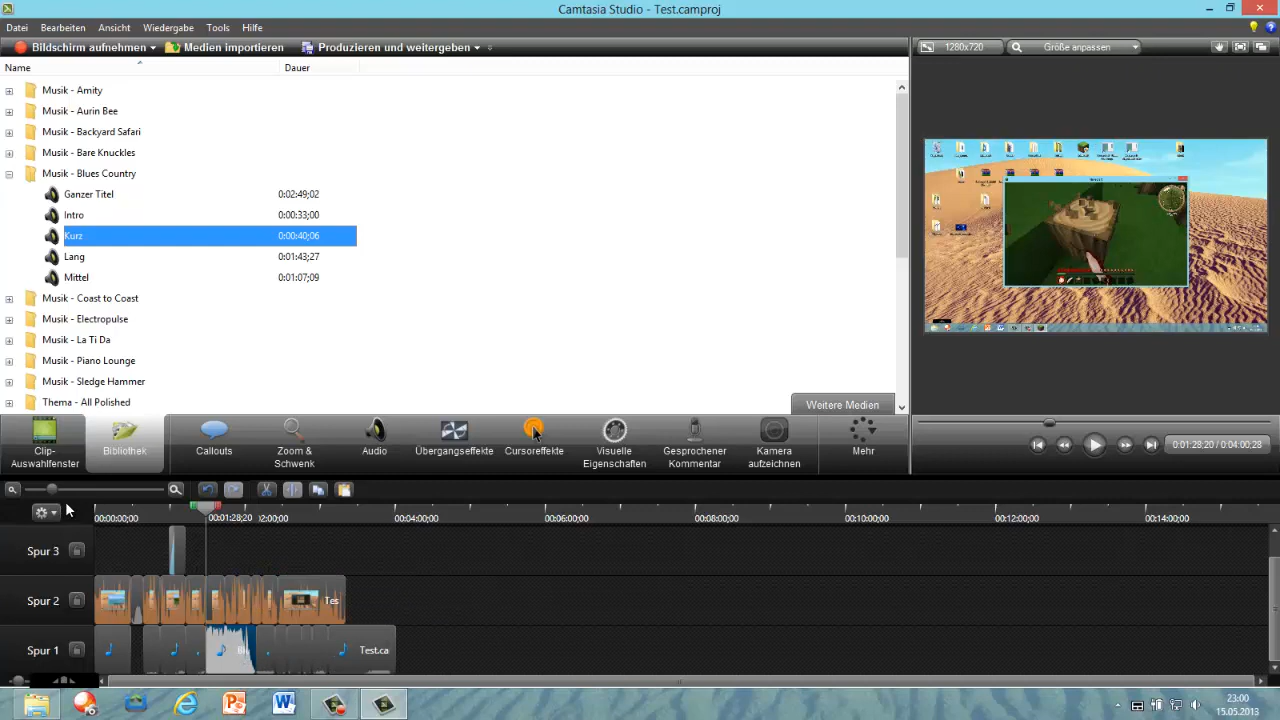 Camtasia Studio - Test.camproj
Datei Bearbeiten Ansicht Wiedergabe Tools Hilfe
Bildschirm aufnehmen Medien importieren Produzieren und weitergeben
1280x720 Größe anpassen
Name Dauer
Musik - Amity
Musik - Aurin Bee
Musik - Backyard Safari
Musik - Bare Knuckles
Musik - Blues Country
Ganzer Titel 0:02:49;02
Intro 0:00:33;00
Kurz 0:00:40;06
Lang 0:01:43;27
Mittel 0:01:07;09
Musik - Coast to Coast
Musik - Electropulse
Musik - La Ti Da
Musik - Piano Lounge
Musik - Sledge Hammer
Thema - All Polished
Weitere Medien
Clip-Auswahlfenster
Bibliothek
Callouts
Zoom & Schwenk
Audio
Übergangseffekte
Cursoreffekte
Visuelle Eigenschaften
Gesprochener Kommentar
Kamera aufzeichnen
Mehr
0:01:28;20 / 0:04:00;28
00:00:00;00 00:01:28;20 02:00;00 00:04:00;00 00:06:00;00 00:08:00;00 00:10:00;00 00:12:00;00 00:14:00;00
Spur 3
Spur 2 Tes
Spur 1 Test.ca
23:00
15.05.2013